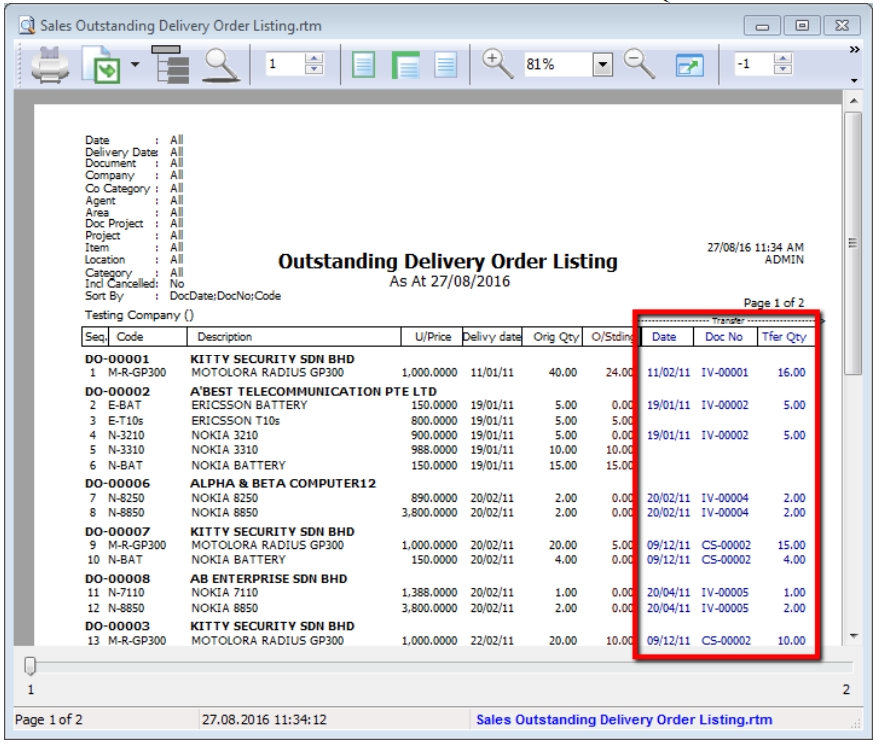 Sales Outstanding Delivery Order Listing.rtm
1 81% -1
Date : All
Delivery Date: All
Document : All
Company : All
Co Category : All
Agent : All
Area : All
Doc Project : All
Project : All
Item : All
Location : All
Category : All
Incl Cancelled: No
Sort By : DocDate;DocNo;Code
Outstanding Delivery Order Listing
As At 27/08/2016
27/08/16 11:34 AM
ADMIN
Page 1 of 2
Testing Company ()
Transfer
Seq. Code Description U/Price Delivy date Orig Qty O/Stding Date Doc No Tfer Qty
DO-00001 KITTY SECURITY SDN BHD
1 M-R-GP300 MOTOLORA RADIUS GP300 1,000.0000 11/01/11 40.00 24.00 11/02/11 IV-00001 16.00
DO-00002 A'BEST TELECOMMUNICATION PTE LTD
2 E-BAT ERICSSON BATTERY 150.0000 19/01/11 5.00 0.00 19/01/11 IV-00002 5.00
3 E-T10s ERICSSON T10s 800.0000 19/01/11 5.00 5.00
4 N-3210 NOKIA 3210 900.0000 19/01/11 5.00 0.00 19/01/11 IV-00002 5.00
5 N-3310 NOKIA 3310 988.0000 19/01/11 10.00 10.00
6 N-BAT NOKIA BATTERY 150.0000 19/01/11 15.00 15.00
DO-00006 ALPHA & BETA COMPUTER12
7 N-8250 NOKIA 8250 890.0000 20/02/11 2.00 0.00 20/02/11 IV-00004 2.00
8 N-8850 NOKIA 8850 3,800.0000 20/02/11 2.00 0.00 20/02/11 IV-00004 2.00
DO-00007 KITTY SECURITY SDN BHD
9 M-R-GP300 MOTOLORA RADIUS GP300 1,000.0000 20/02/11 20.00 5.00 09/12/11 CS-00002 15.00
10 N-BAT NOKIA BATTERY 150.0000 20/02/11 4.00 0.00 09/12/11 CS-00002 4.00
DO-00008 AB ENTERPRISE SDN BHD
11 N-7110 NOKIA 7110 1,388.0000 20/02/11 1.00 0.00 20/04/11 IV-00005 1.00
12 N-8850 NOKIA 8850 3,800.0000 20/02/11 2.00 0.00 20/04/11 IV-00005 2.00
DO-00003 KITTY SECURITY SDN BHD
13 M-R-GP300 MOTOLORA RADIUS GP300 1,000.0000 22/02/11 20.00 10.00 09/12/11 CS-00002 10.00
1 2
Page 1 of 2 27.08.2016 11:34:12 Sales Outstanding Delivery Order Listing.rtm